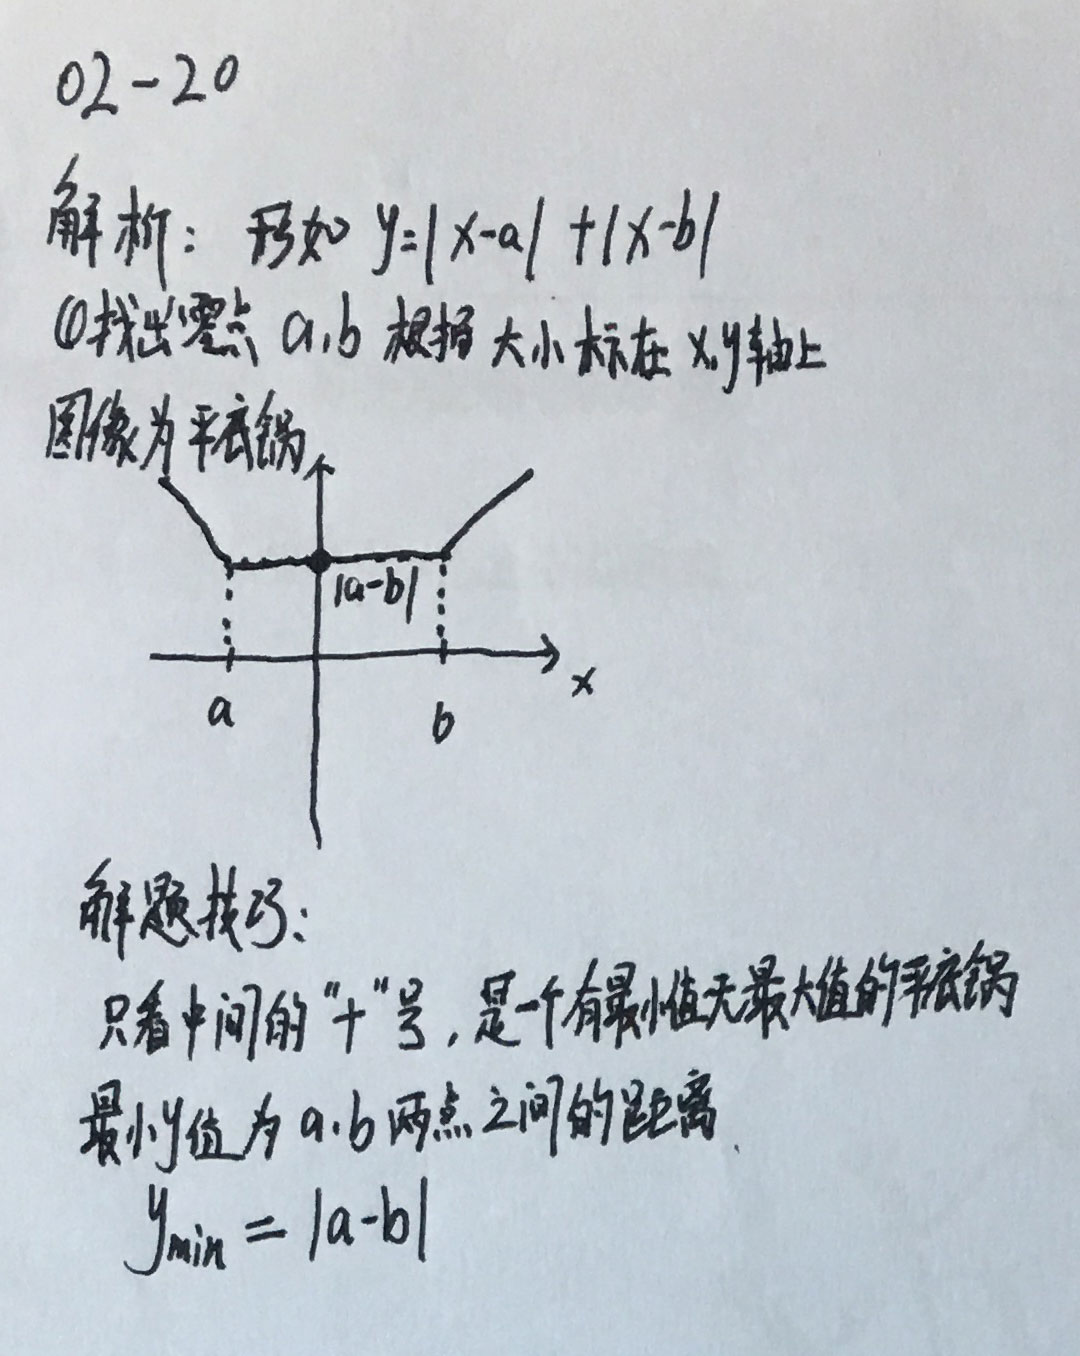 02-20
解析：形如 y=|x-a|+|x-b|
①找出零点 a,b 根据大小标在 x,y轴上
图像为平底锅
|a-b|
x
a
b
解题技巧：
只看中间的"十"号，是一个有最小值无最大值的平底锅
最小y值为 a.b 两点之间的距离.
ymin = |a-b|